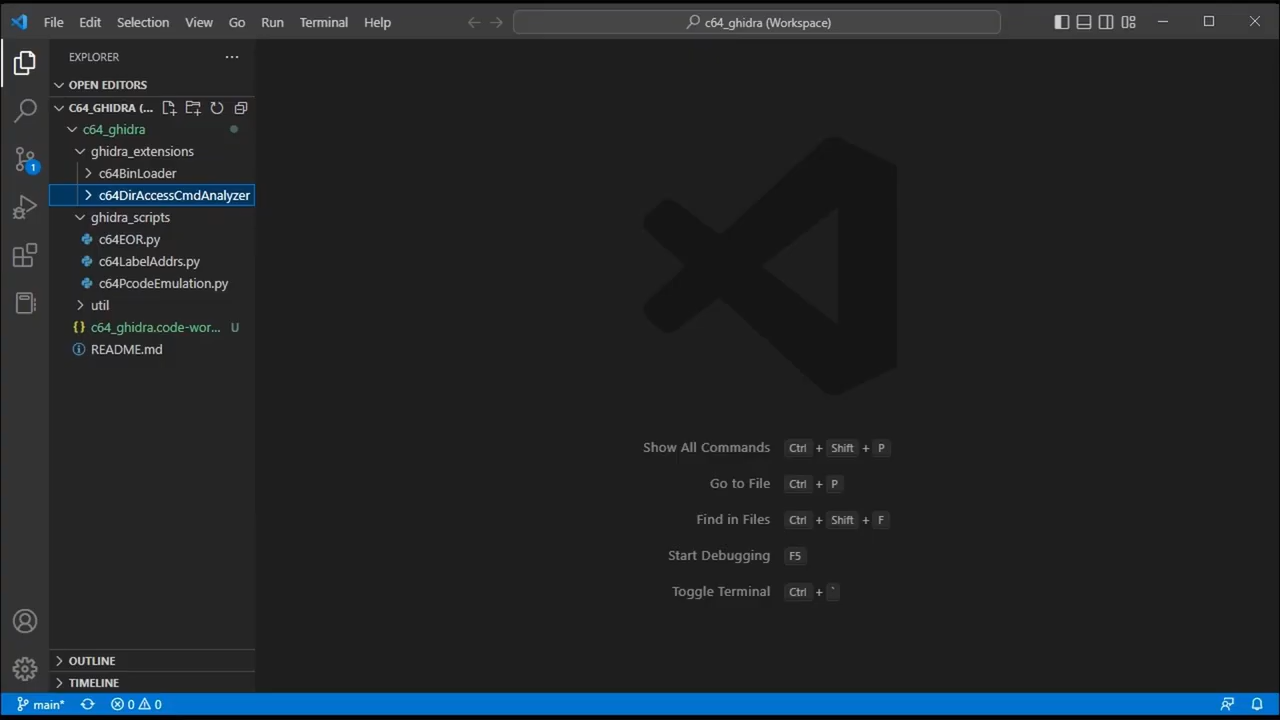 File Edit Selection View Go Run Terminal Help
c64_ghidra (Workspace)
EXPLORER
OPEN EDITORS
C64_GHIDRA (...
c64_ghidra
ghidra_extensions
c64BinLoader
1
c64DirAccessCmdAnalyzer
ghidra_scripts
c64EOR.py
c64LabelAddrs.py
c64PcodeEmulation.py
util
{} c64_ghidra.code-wor... U
README.md
Show All Commands Ctrl + Shift + P
Go to File Ctrl + P
Find in Files Ctrl + Shift + F
Start Debugging F5
Toggle Terminal Ctrl + `
OUTLINE
TIMELINE
main* 0 0